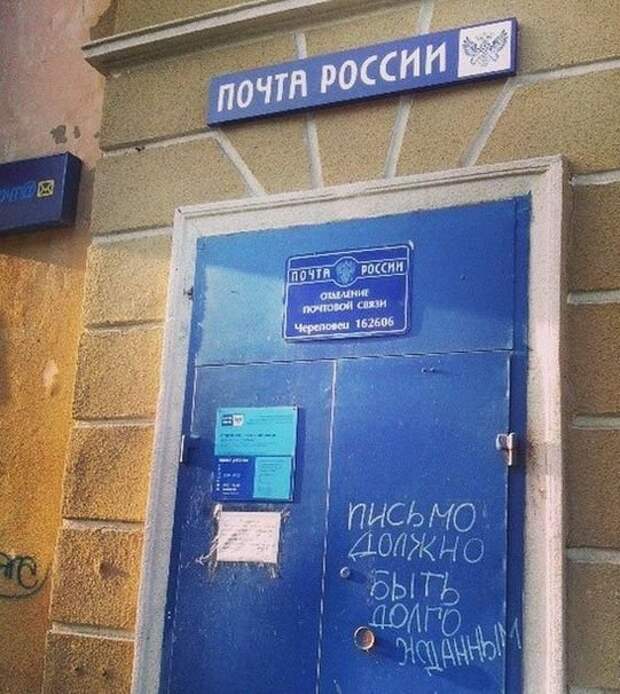 ПОЧТА РОССИИ
ПОЧТА РОССИИ
ОТДЕЛЕНИЕ
ПОЧТОВОЙ СВЯЗИ
Череповец 162606
ПИСЬМО
ДОЛЖНО
БЫТЬ
ДОЛГО
ЖДАННЫМ